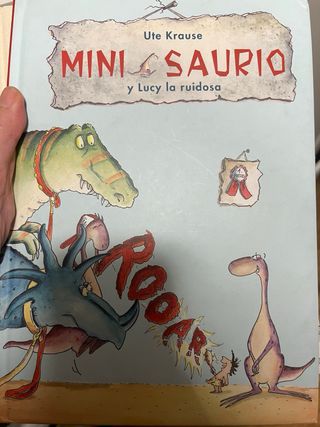 Ute Krause
MINI SAURIO
y Lucy la ruidosa
ROOAR